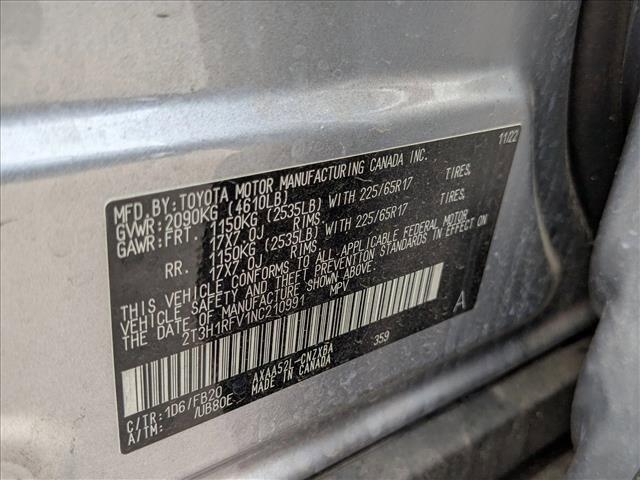 MFD.BY:TOYOTA MOTOR MANUFACTURING CANADA INC. 11/22
GVWR:2090KG (4610LB)
GAWR:FRT. 1150KG (2535LB) WITH 225/65R17 TIRES.
17X7.0J RIMS
RR. 1150KG (2535LB) WITH 225/65R17 TIRES.
17X7.0J RIMS
THIS VEHICLE CONFORMS TO ALL APPLICABLE FEDERAL MOTOR
VEHICLE SAFETY AND THEFT PREVENTION STANDARDS IN EFFECT ON
THE DATE OF MANUFACTURE SHOWN ABOVE.
2T3H1RFV1NC210991 MPV A
C/TR:1D6/FB20 AXAA52L-CNZXBA 359
A/TM: /UB80E MADE IN CANADA